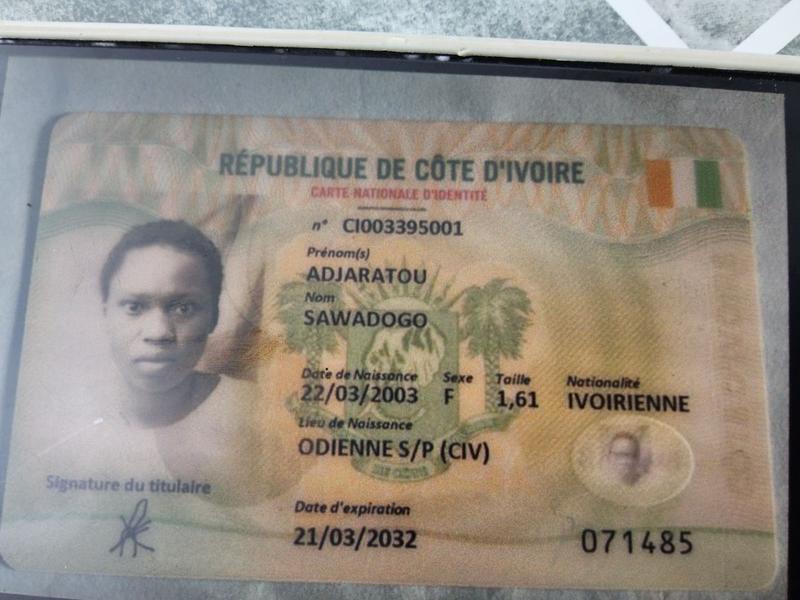 RÉPUBLIQUE DE CÔTE D'IVOIRE
CARTE NATIONALE D'IDENTITÉ
n° CI003395001
Prénom(s)
ADJARATOU
Nom
SAWADOGO
Date de Naissance Sexe Taille Nationalité
22/03/2003 F 1,61 IVOIRIENNE
Lieu de Naissance
ODIENNE S/P (CIV)
Signature du titulaire
Date d'expiration
21/03/2032
071485